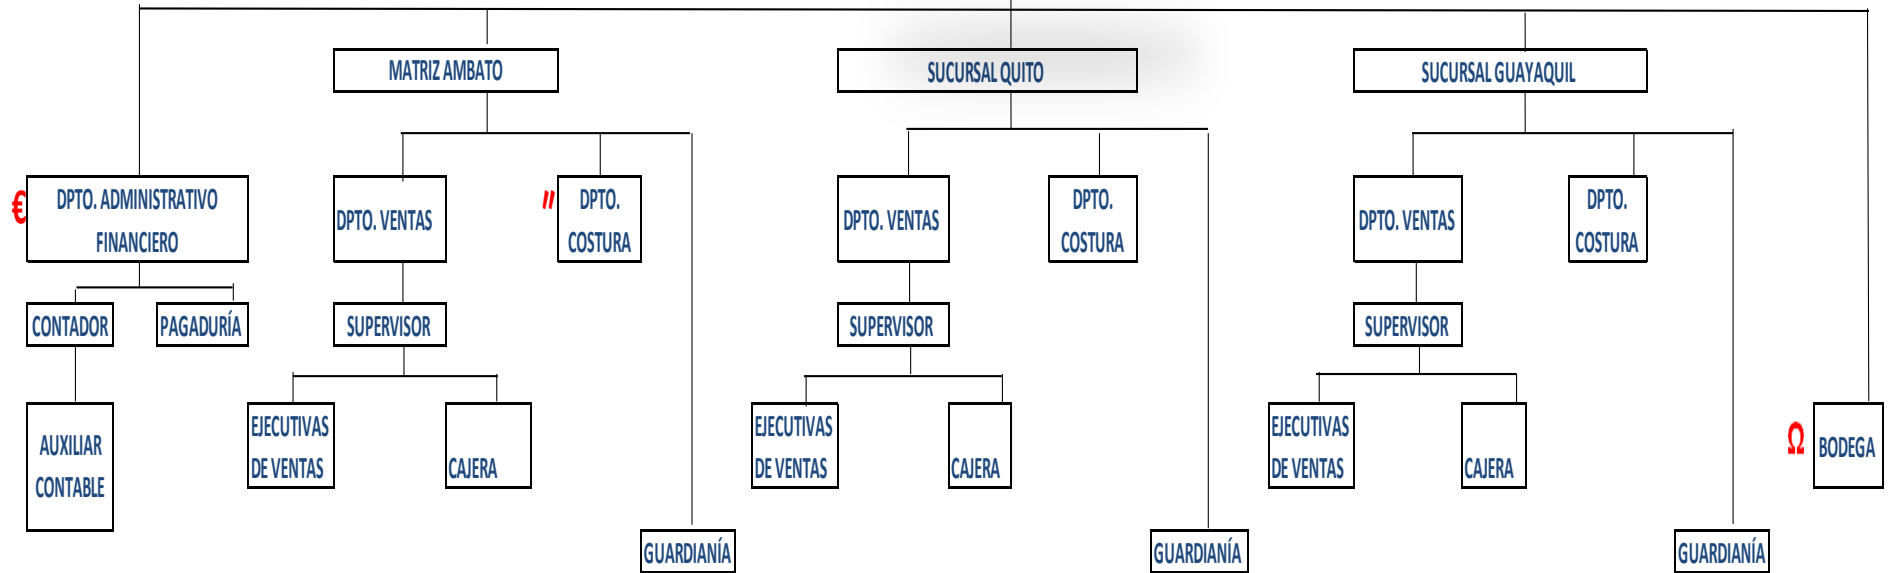 MATRIZ AMBATO
SUCURSAL QUITO
SUCURSAL GUAYAQUIL
€
DPTO. ADMINISTRATIVO
FINANCIERO
DPTO. VENTAS
〃
DPTO.
COSTURA
DPTO. VENTAS
DPTO.
COSTURA
DPTO. VENTAS
DPTO.
COSTURA
CONTADOR
PAGADURÍA
SUPERVISOR
SUPERVISOR
SUPERVISOR
AUXILIAR
CONTABLE
EJECUTIVAS
DE VENTAS
CAJERA
EJECUTIVAS
DE VENTAS
CAJERA
EJECUTIVAS
DE VENTAS
CAJERA
Ω
BODEGA
GUARDIANÍA
GUARDIANÍA
GUARDIANÍA